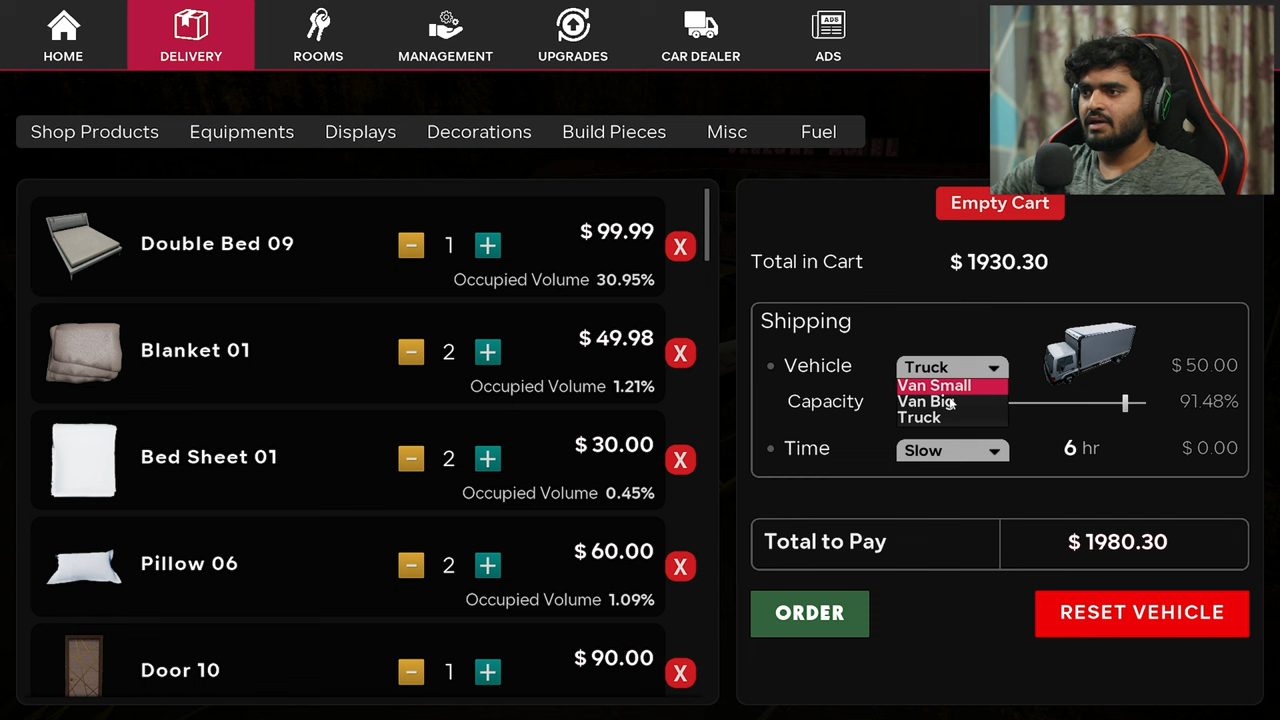 HOME
DELIVERY
ROOMS
MANAGEMENT
UPGRADES
CAR DEALER
ADS
ADS
Shop Products
Equipments
Displays
Decorations
Build Pieces
Misc
Fuel
Double Bed 09
− 1 +
$ 99.99
X
Occupied Volume 30.95%
Blanket 01
− 2 +
$ 49.98
X
Occupied Volume 1.21%
Bed Sheet 01
− 2 +
$ 30.00
X
Occupied Volume 0.45%
Pillow 06
− 2 +
$ 60.00
X
Occupied Volume 1.09%
Door 10
− 1 +
$ 90.00
X
Empty Cart
Total in Cart $ 1930.30
Shipping
• Vehicle Truck $ 50.00
Van Small
Van Big
Truck
Capacity 91.48%
• Time Slow 6 hr $ 0.00
Total to Pay $ 1980.30
ORDER
RESET VEHICLE